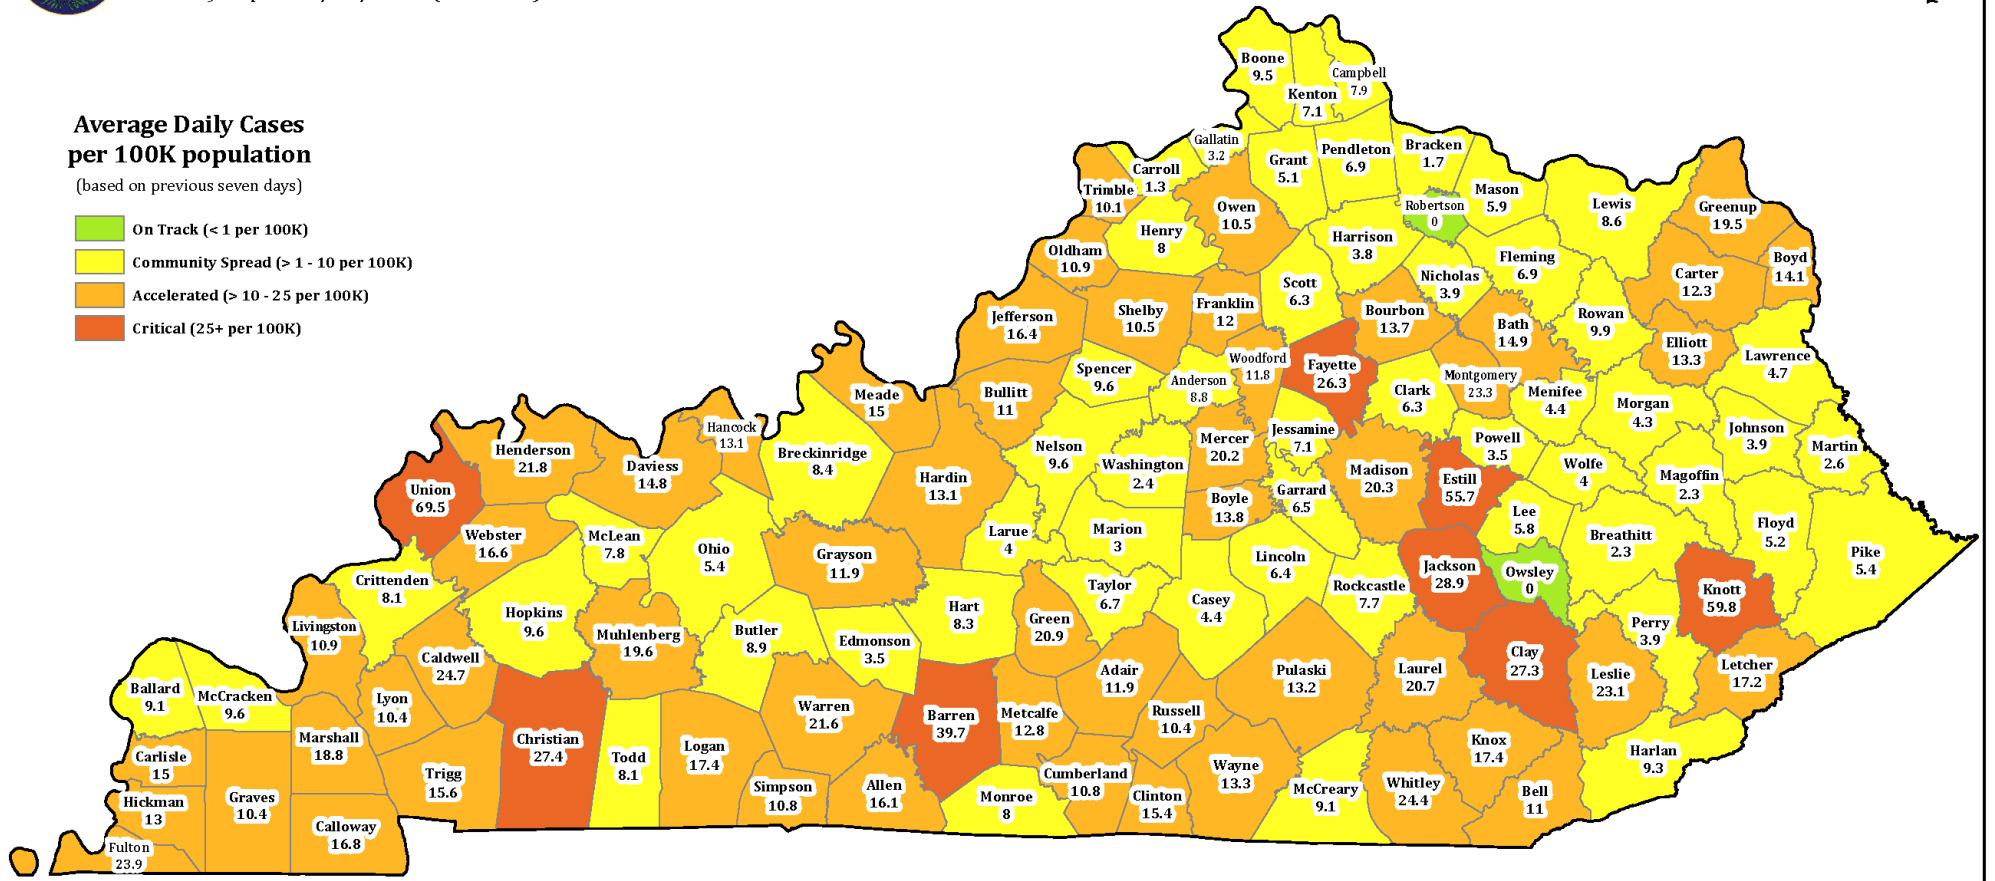 Average Daily Cases
per 100K population
(based on previous seven days)
On Track (< 1 per 100K)
Community Spread (> 1 - 10 per 100K)
Accelerated (> 10 - 25 per 100K)
Critical (25+ per 100K)
Boone
9.5
Kenton
7.1
Campbell
7.9
Gallatin
3.2
Carroll
1.3
Trimble
10.1
Grant
5.1
Pendleton
6.9
Bracken
1.7
Robertson
0
Mason
5.9
Lewis
8.6
Greenup
19.5
Owen
10.5
Henry
8
Oldham
10.9
Harrison
3.8
Nicholas
3.9
Fleming
6.9
Carter
12.3
Boyd
14.1
Jefferson
16.4
Shelby
10.5
Franklin
12
Scott
6.3
Bourbon
13.7
Bath
14.9
Rowan
9.9
Elliott
13.3
Lawrence
4.7
Meade
15
Bullitt
11
Spencer
9.6
Anderson
8.8
Woodford
11.8
Fayette
26.3
Clark
6.3
Montgomery
23.3
Menifee
4.4
Morgan
4.3
Johnson
3.9
Martin
2.6
Hancock
13.1
Henderson
21.8
Daviess
14.8
Breckinridge
8.4
Hardin
13.1
Nelson
9.6
Washington
2.4
Mercer
20.2
Jessamine
7.1
Madison
20.3
Powell
3.5
Estill
55.7
Wolfe
4
Magoffin
2.3
Union
69.5
Webster
16.6
McLean
7.8
Ohio
5.4
Grayson
11.9
Larue
4
Marion
3
Boyle
13.8
Garrard
6.5
Lincoln
6.4
Lee
5.8
Breathitt
2.3
Floyd
5.2
Pike
5.4
Crittenden
8.1
Hopkins
9.6
Muhlenberg
19.6
Butler
8.9
Edmonson
3.5
Hart
8.3
Green
20.9
Taylor
6.7
Casey
4.4
Rockcastle
7.7
Jackson
28.9
Owsley
0
Perry
3.9
Knott
59.8
Livingston
10.9
Caldwell
24.7
Lyon
10.4
Ballard
9.1
McCracken
9.6
Warren
21.6
Barren
39.7
Metcalfe
12.8
Adair
11.9
Russell
10.4
Pulaski
13.2
Laurel
20.7
Clay
27.3
Leslie
23.1
Letcher
17.2
Carlisle
15
Marshall
18.8
Trigg
15.6
Christian
27.4
Todd
8.1
Logan
17.4
Simpson
10.8
Allen
16.1
Monroe
8
Cumberland
10.8
Clinton
15.4
Wayne
13.3
McCreary
9.1
Whitley
24.4
Knox
17.4
Bell
11
Harlan
9.3
Hickman
13
Graves
10.4
Calloway
16.8
Fulton
23.9